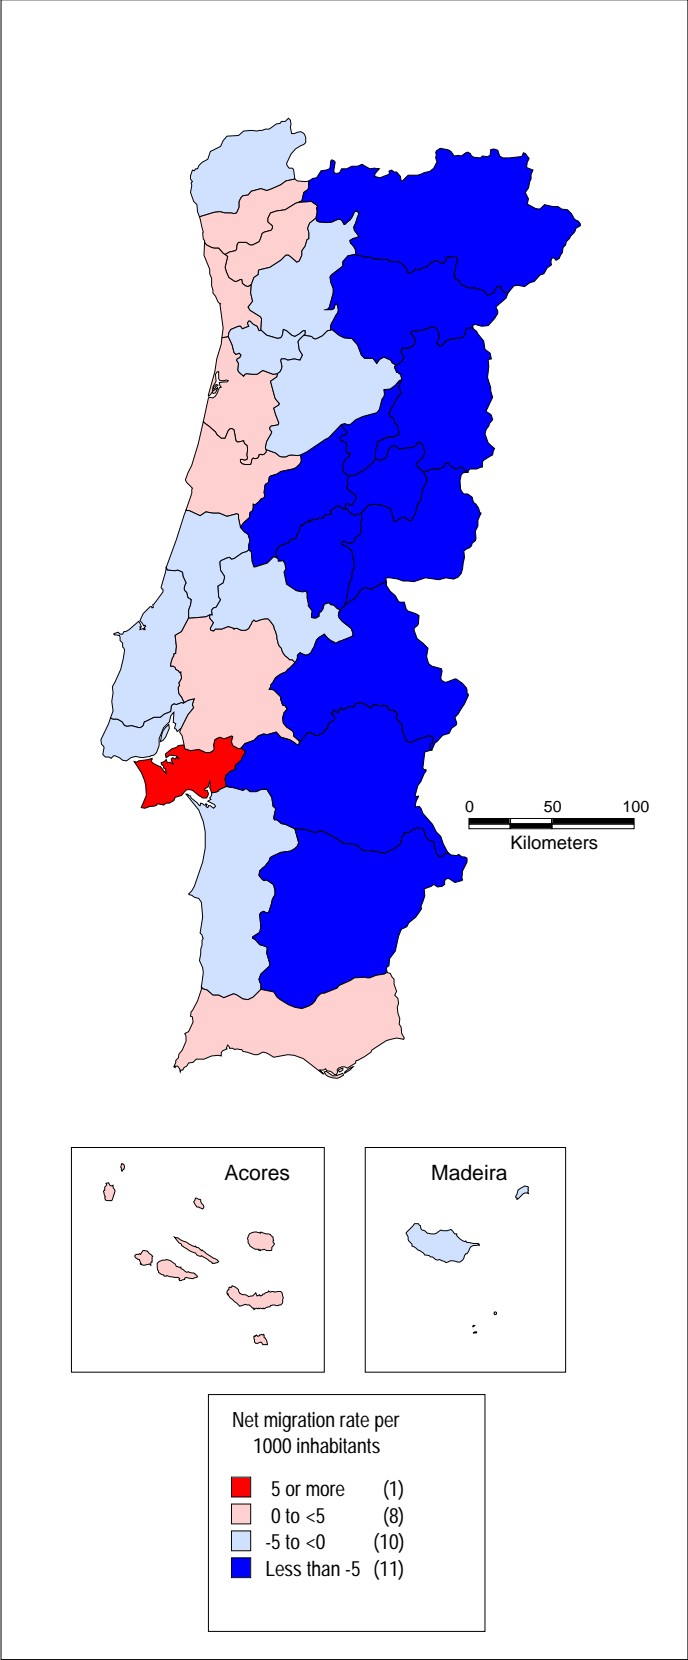 0 50 100
Kilometers
Acores
Madeira
Net migration rate per
1000 inhabitants
5 or more (1)
0 to <5 (8)
-5 to <0 (10)
Less than -5 (11)